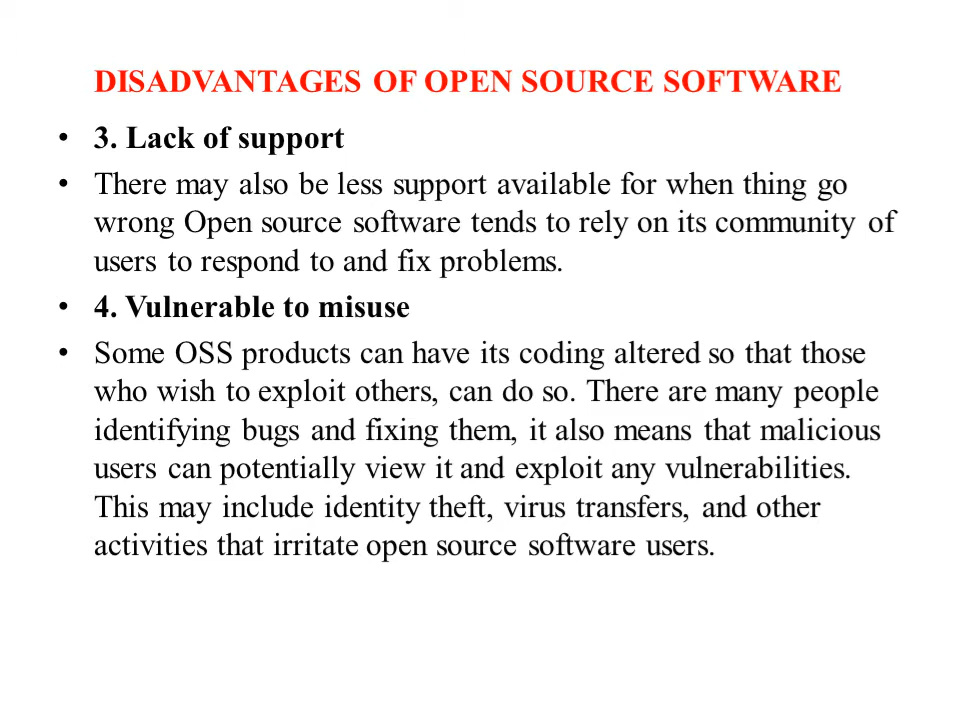 DISADVANTAGES OF OPEN SOURCE SOFTWARE
• 3. Lack of support
• There may also be less support available for when thing go
wrong Open source software tends to rely on its community of
users to respond to and fix problems.
• 4. Vulnerable to misuse
• Some OSS products can have its coding altered so that those
who wish to exploit others, can do so. There are many people
identifying bugs and fixing them, it also means that malicious
users can potentially view it and exploit any vulnerabilities.
This may include identity theft, virus transfers, and other
activities that irritate open source software users.